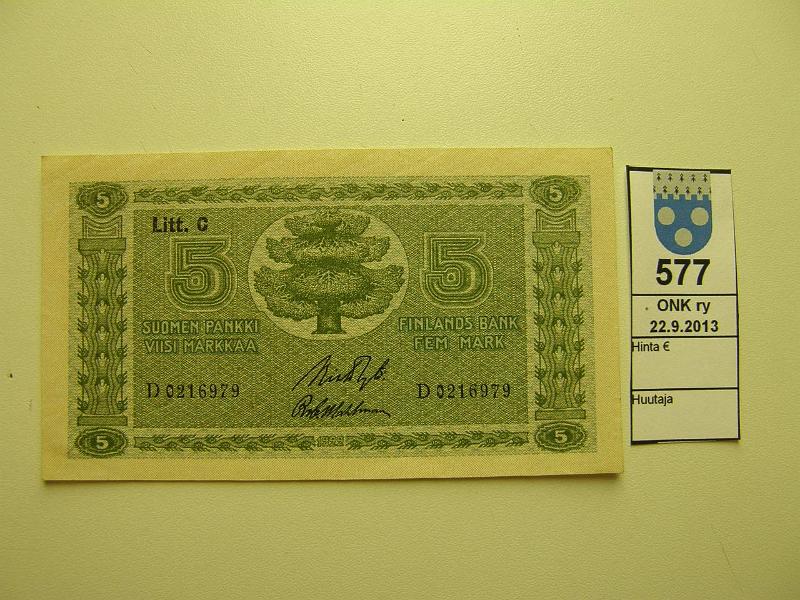 5 5
Litt. C
5 5
SUOMEN PANKKI FINLANDS BANK
VIISI MARKKAA FEM MARK
D 0216979 D 0216979
5 5
577
ONK ry
22.9.2013
Hinta €
Huutaja